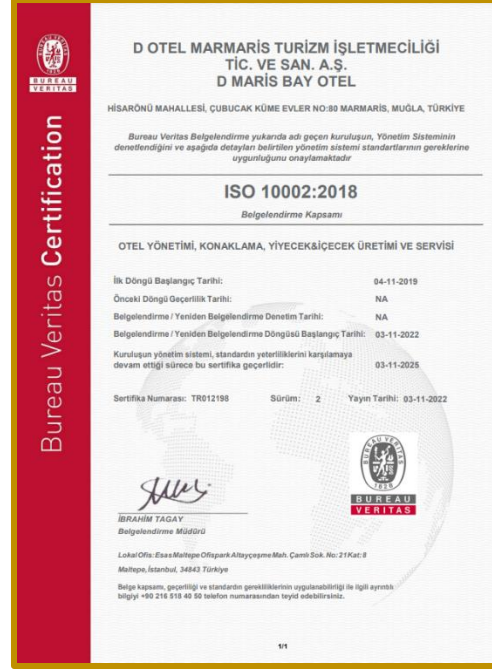 BUREAU
VERITAS
Bureau Veritas Certification
D OTEL MARMARİS TURİZM İŞLETMECİLİĞİ
TİC. VE SAN. A.Ş.
D MARIS BAY OTEL
HİSARÖNÜ MAHALLESİ, ÇUBUCAK KÜME EVLER NO:80 MARMARİS, MUĞLA, TÜRKİYE
Bureau Veritas Belgelendirme yukarıda adı geçen kuruluşun, Yönetim Sisteminin
denetlendiğini ve aşağıda detayları belirtilen yönetim sistemi standartlarının gereklerine
uygunluğunu onaylamaktadır
ISO 10002:2018
Belgelendirme Kapsamı
OTEL YÖNETİMİ, KONAKLAMA, YİYECEK&İÇECEK ÜRETİMİ VE SERVİSİ
İlk Döngü Başlangıç Tarihi: 04-11-2019
Önceki Döngü Geçerlilik Tarihi: NA
Belgelendirme / Yeniden Belgelendirme Denetim Tarihi: NA
Belgelendirme / Yeniden Belgelendirme Döngüsü Başlangıç Tarihi: 03-11-2022
Kuruluşun yönetim sistemi, standardın yeterliliklerini karşılamaya
devam ettiği sürece bu sertifika geçerlidir: 03-11-2025
Sertifika Numarası: TR012198 Sürüm: 2 Yayın Tarihi: 03-11-2022
BUREAU VERITAS
1828
BUREAU
VERITAS
İBRAHİM TAGAY
Belgelendirme Müdürü
Lokal Ofis: Esas Maltepe Ofispark Altayçeşme Mah. Çamlı Sok. No: 21 Kat: 8
Maltepe, İstanbul, 34843 Türkiye
Belge kapsamı, geçerliliği ve standardın gerekliliklerinin uygulanabilirliği ile ilgili ayrıntılı
bilgiyi +90 216 518 40 50 telefon numarasından teyid edebilirsiniz.
1/1